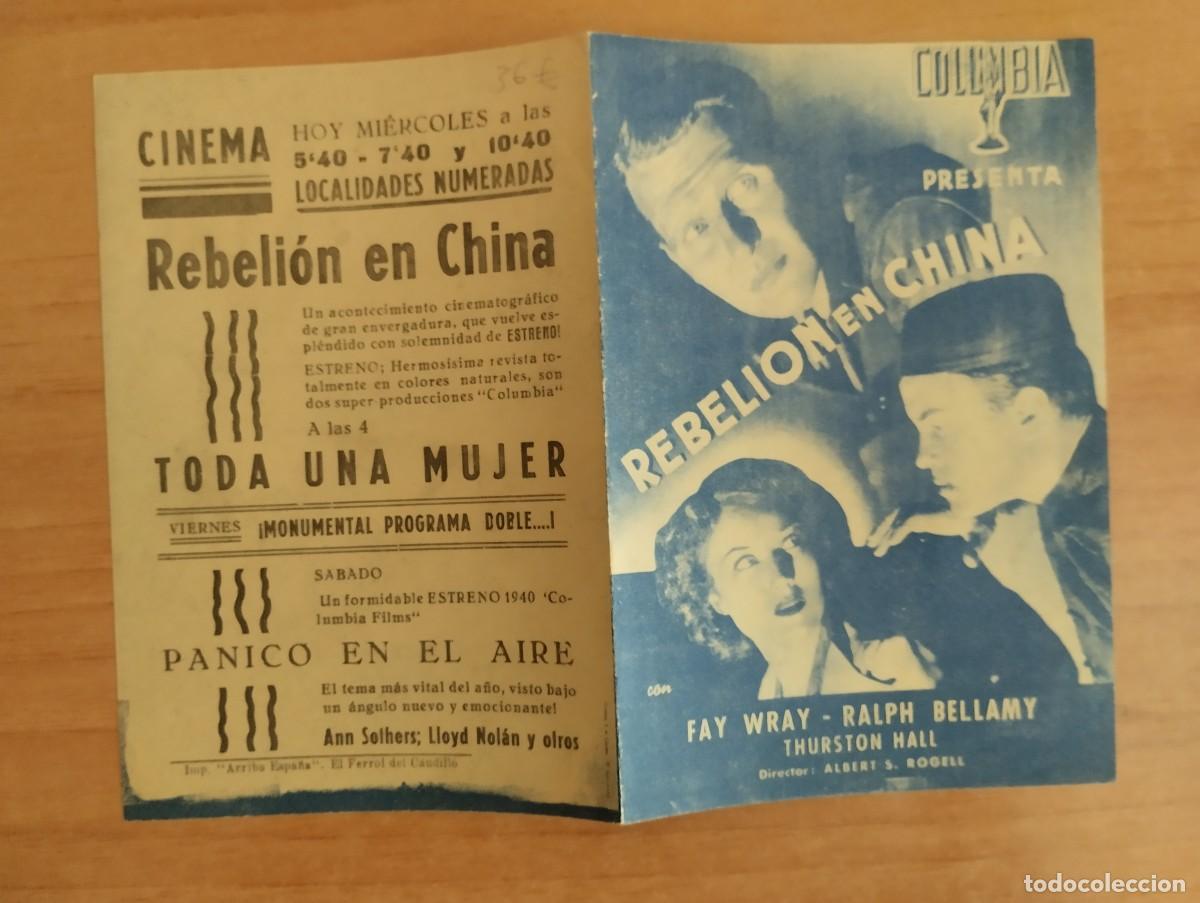 36 €
CINEMA
HOY MIÉRCOLES a las
5'40 - 7'40 y 10'40
LOCALIDADES NUMERADAS
Rebelión en China
Un acontecimiento cinematográfico
de gran envergadura, que vuelve es-
pléndido con solemnidad de ESTRENO!
ESTRENO; Hermosísima revista to-
talmente en colores naturales, son
dos super-producciones "Columbia"
A las 4
TODA UNA MUJER
VIERNES ¡MONUMENTAL PROGRAMA DOBLE....!
SABADO
Un formidable ESTRENO 1940 'Co-
lumbia Films"
PANICO EN EL AIRE
El tema más vital del año, visto bajo
un ángulo nuevo y emocionante!
Ann Solhers; Lloyd Nolán y otros
Imp. "Arriba España". El Ferrol del Caudillo
COLUMBIA
PRESENTA
REBELION EN CHINA
con
FAY WRAY - RALPH BELLAMY
THURSTON HALL
Director: ALBERT S. ROGELL
todocoleccion